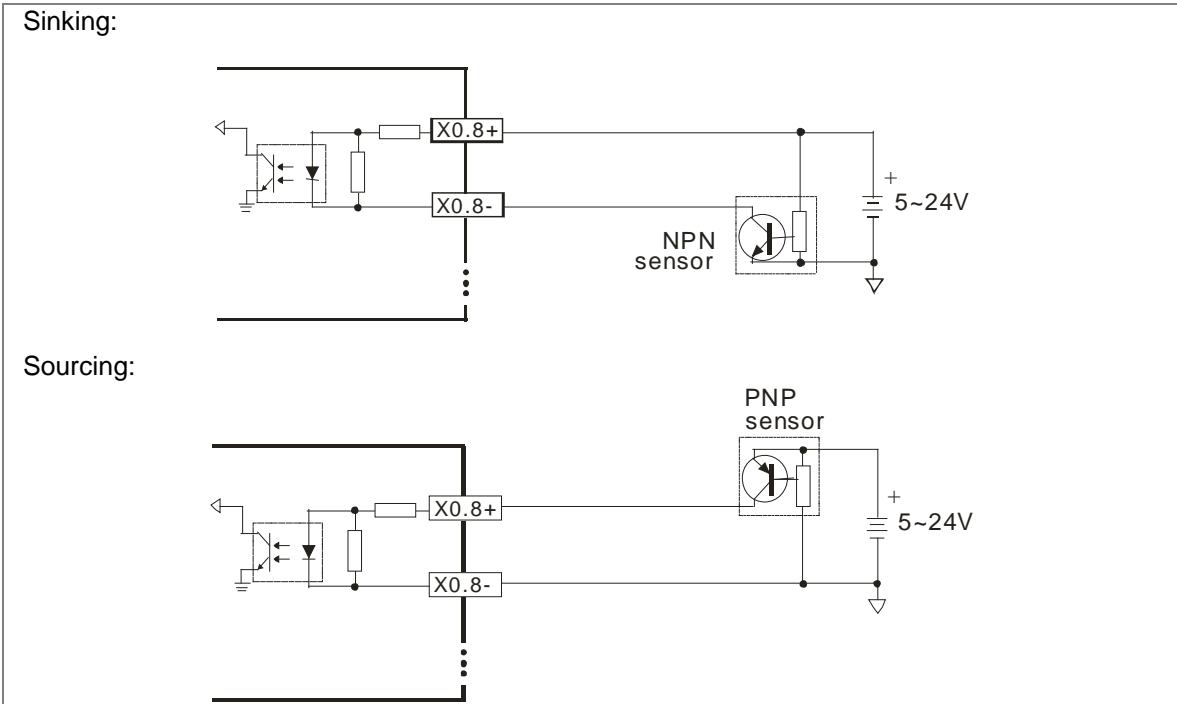 Sinking:
X0.8+
X0.8-
NPN
sensor
+
5~24V
Sourcing:
PNP
sensor
X0.8+
+
5~24V
X0.8-